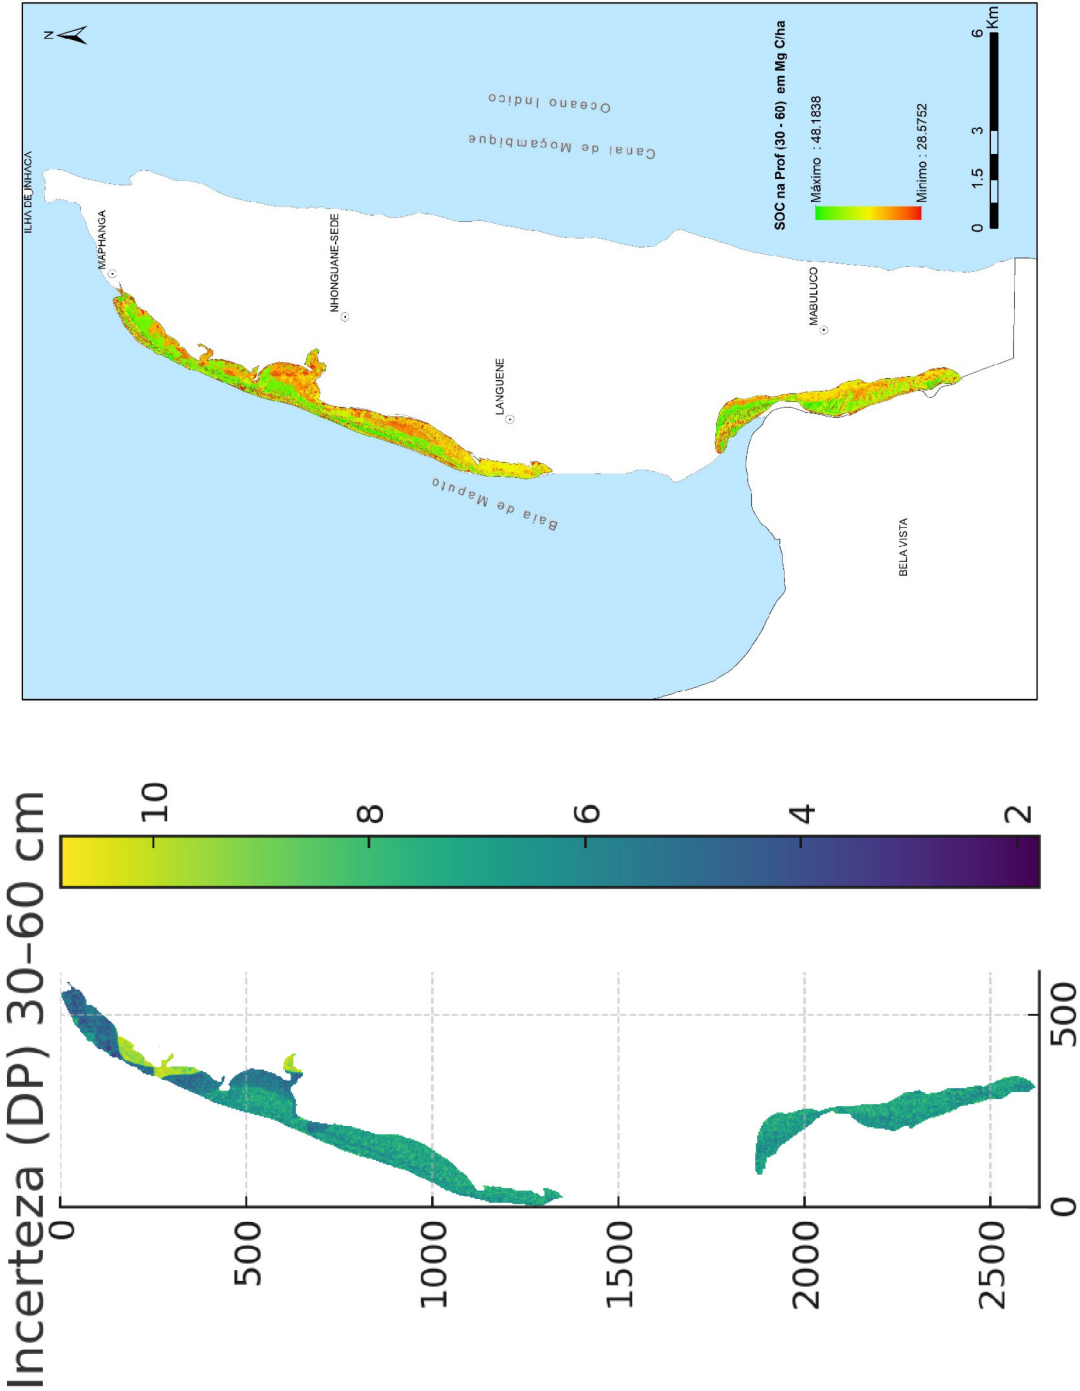 ILHA DE INHACA
N
MAPHANGA
NHONGUANE-SEDE
LANGUENE
MABULUCO
BELA VISTA
Oceano Indico
Canal de Moçambique
Baía de Maputo
SOC na Prof (30 - 60) em Mg C/ha
Máximo : 48.1838
Minimo : 28.5752
0 1.5 3 6 Km
Incerteza (DP) 30–60 cm
10
8
6
4
2
0
500
1000
1500
2000
2500
0
500